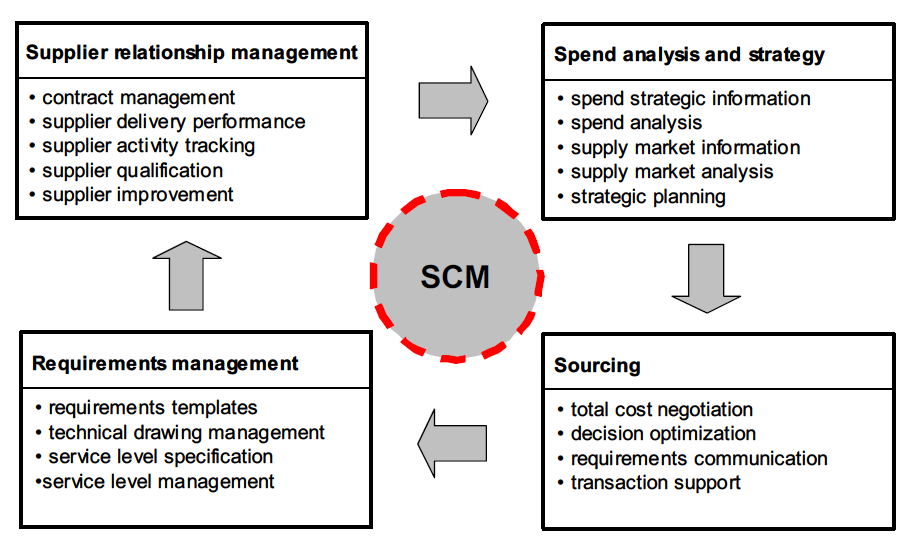 Supplier relationship management
• contract management
• supplier delivery performance
• supplier activity tracking
• supplier qualification
• supplier improvement
Spend analysis and strategy
• spend strategic information
• spend analysis
• supply market information
• supply market analysis
• strategic planning
SCM
Requirements management
• requirements templates
• technical drawing management
• service level specification
•service level management
Sourcing
• total cost negotiation
• decision optimization
• requirements communication
• transaction support